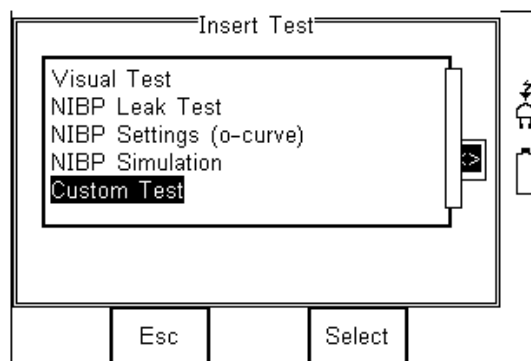 Insert Test
Visual Test
NIBP Leak Test
NIBP Settings (o-curve)
NIBP Simulation
<>
Custom Test
Esc
Select